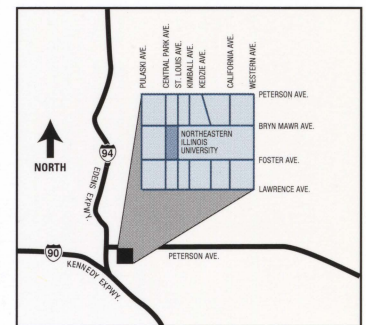 PULASKI AVE.
CENTRAL PARK AVE.
ST. LOUIS AVE.
KIMBALL AVE.
KEDZIE AVE.
CALIFORNIA AVE.
WESTERN AVE.
PETERSON AVE.
BRYN MAWR AVE.
NORTHEASTERN
ILLINOIS
UNIVERSITY
FOSTER AVE.
LAWRENCE AVE.
NORTH
94
EDENS EXPWY.
PETERSON AVE.
90
KENNEDY EXPWY.